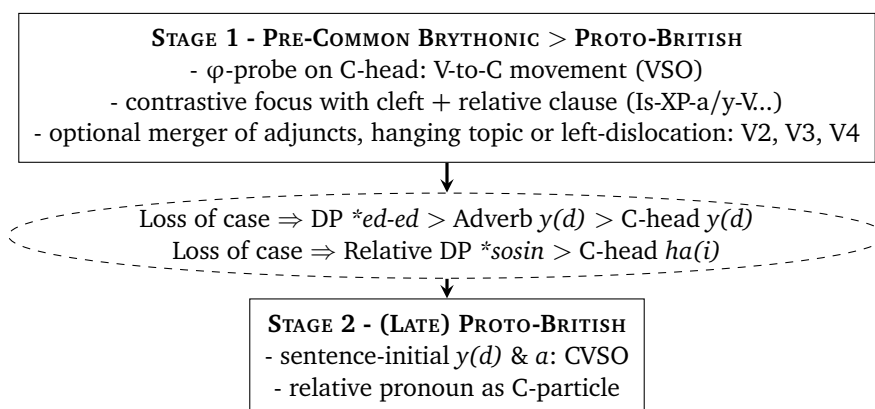 STAGE 1 - PRE-COMMON BRYTHONIC > PROTO-BRITISH
- φ-probe on C-head: V-to-C movement (VSO)
- contrastive focus with cleft + relative clause (Is-XP-a/y-V...)
- optional merger of adjuncts, hanging topic or left-dislocation: V2, V3, V4
Loss of case ⇒ DP *ed-ed > Adverb y(d) > C-head y(d)
Loss of case ⇒ Relative DP *sosin > C-head ha(i)
STAGE 2 - (LATE) PROTO-BRITISH
- sentence-initial y(d) & a: CVSO
- relative pronoun as C-particle